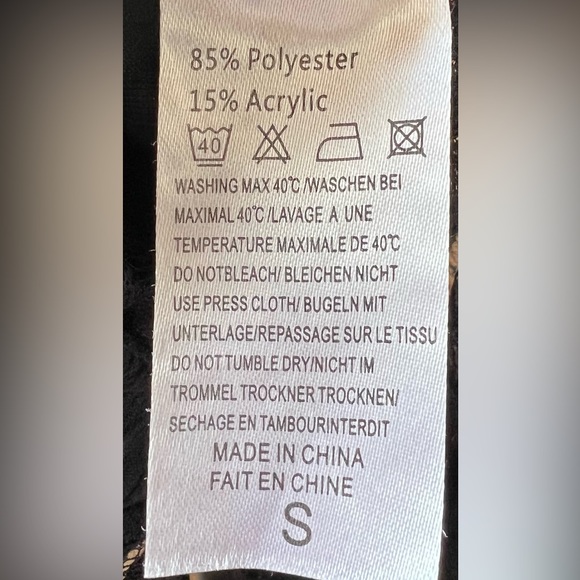 85% Polyester
15% Acrylic
40
WASHING MAX 40℃/WASCHEN BEI
MAXIMAL 40℃/LAVAGE A UNE
TEMPERATURE MAXIMALE DE 40℃
DO NOTBLEACH/ BLEICHEN NICHT
USE PRESS CLOTH/ BUGELN MIT
UNTERLAGE/REPASSAGE SUR LE TISSU
DO NOT TUMBLE DRY/NICHT IM
TROMMEL TROCKNER TROCKNEN/
SECHAGE EN TAMBOURINTERDIT
MADE IN CHINA
FAIT EN CHINE
S